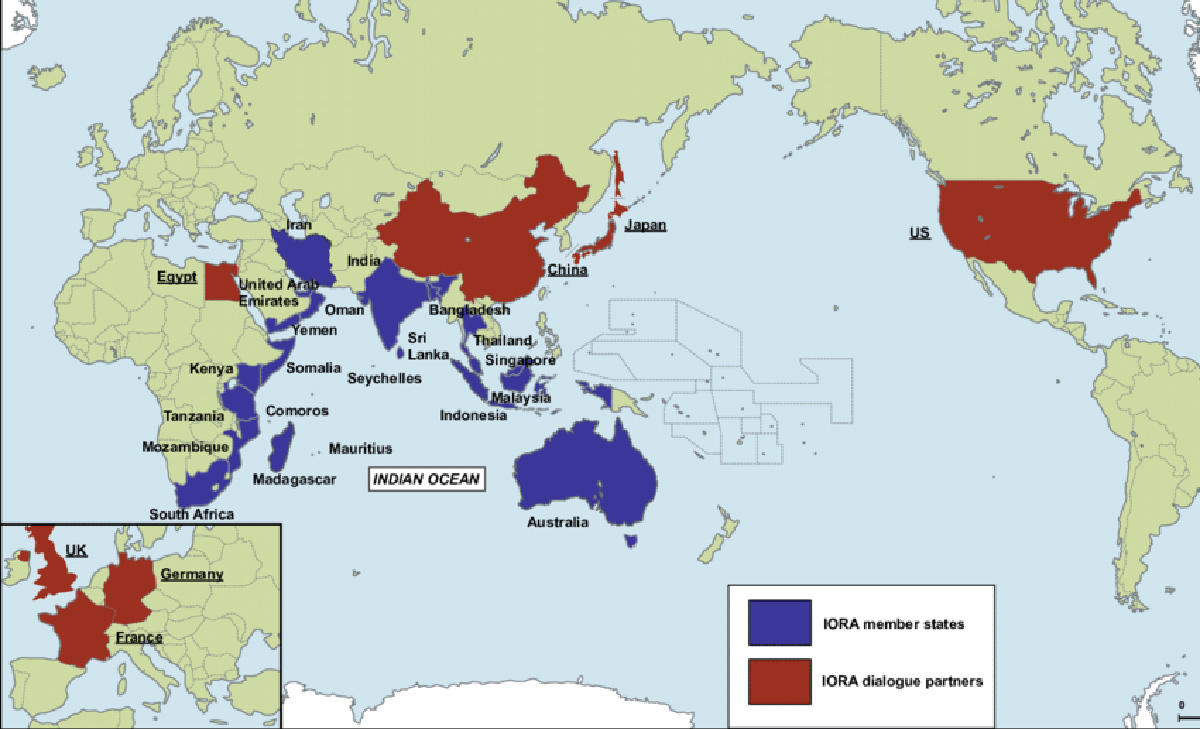 Iran
Japan
US
India
China
Egypt
United Arab
Emirates
Oman
Bangladesh
Yemen
Sri
Lanka
Thailand
Singapore
Kenya
Somalia
Seychelles
Malaysia
Tanzania
Comoros
Indonesia
Mozambique
Mauritius
Madagascar
INDIAN OCEAN
South Africa
Australia
UK
Germany
France
IORA member states
IORA dialogue partners
0